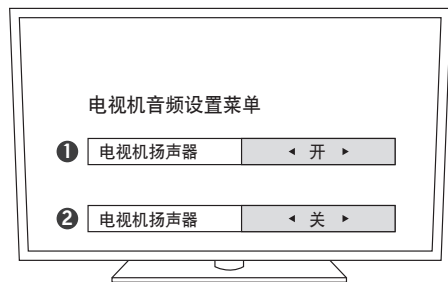 电视机音频设置菜单
❶ 电视机扬声器 ◂ 开 ▸
❷ 电视机扬声器 ◂ 关 ▸